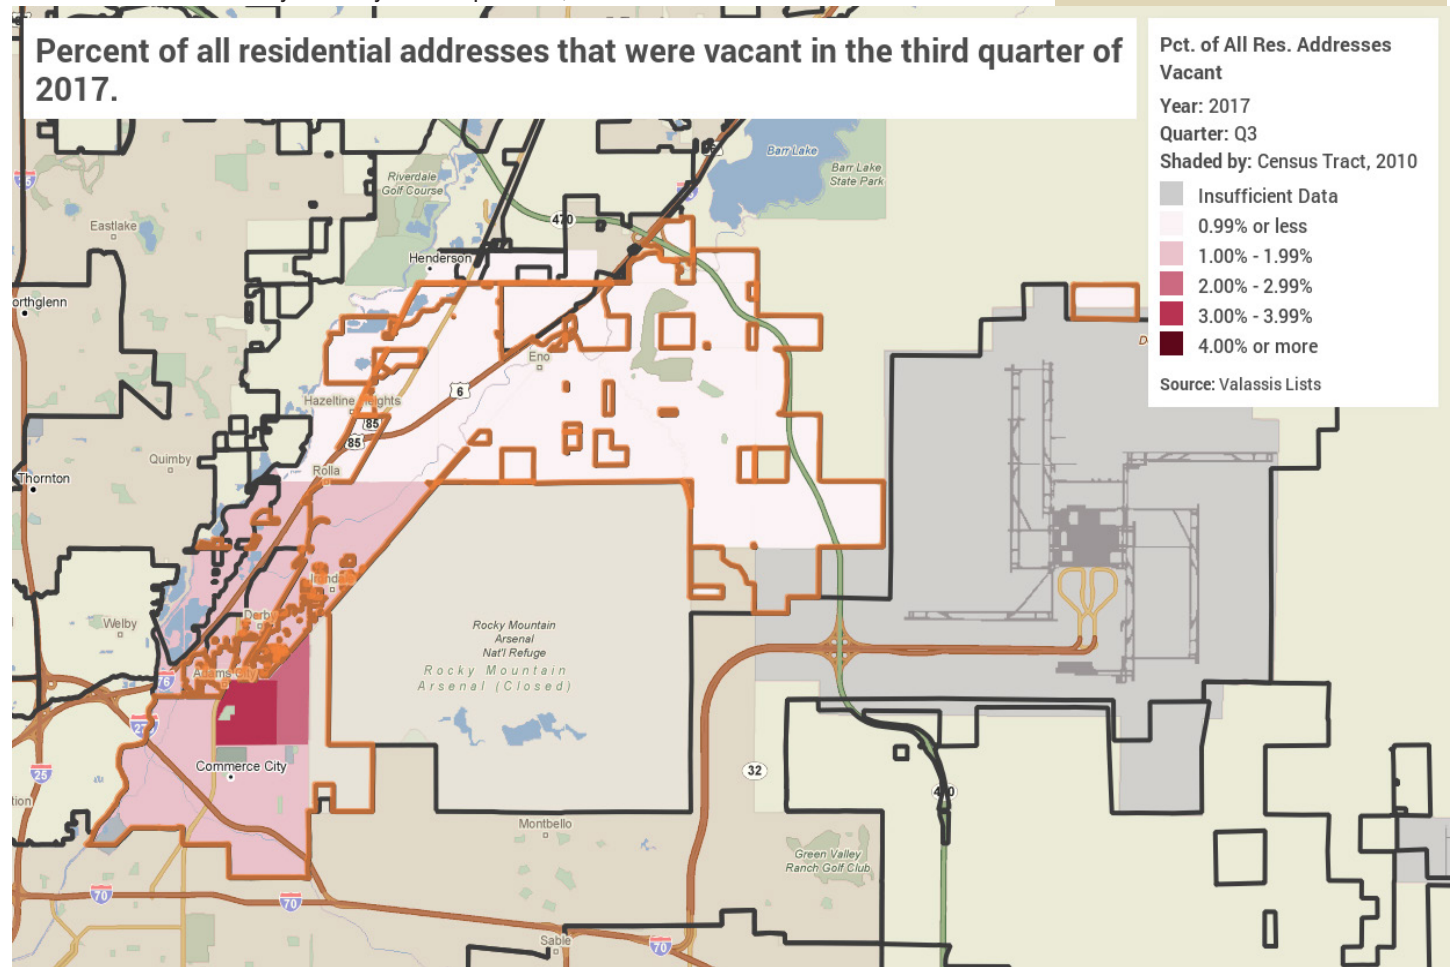 Percent of all residential addresses that were vacant in the third quarter of
2017.
Pct. of All Res. Addresses
Vacant
Year: 2017
Quarter: Q3
Shaded by: Census Tract, 2010
Insufficient Data
0.99% or less
1.00% - 1.99%
2.00% - 2.99%
3.00% - 3.99%
4.00% or more
Source: Valassis Lists
Barr Lake
Barr Lake
State Park
Riverdale
Golf Course
Eastlake
470
Henderson
orthglenn
Eno
6
Hazeltine Heights
85
85
Quimby
Rolla
Thornton
Irondale
Derby
Welby
Adams City
76
Rocky Mountain
Arsenal
Nat'l Refuge
Rocky Mountain
Arsenal (Closed)
25
Commerce City
32
470
tion
Montbello
Green Valley
Ranch Golf Club
70
70
Sable
70